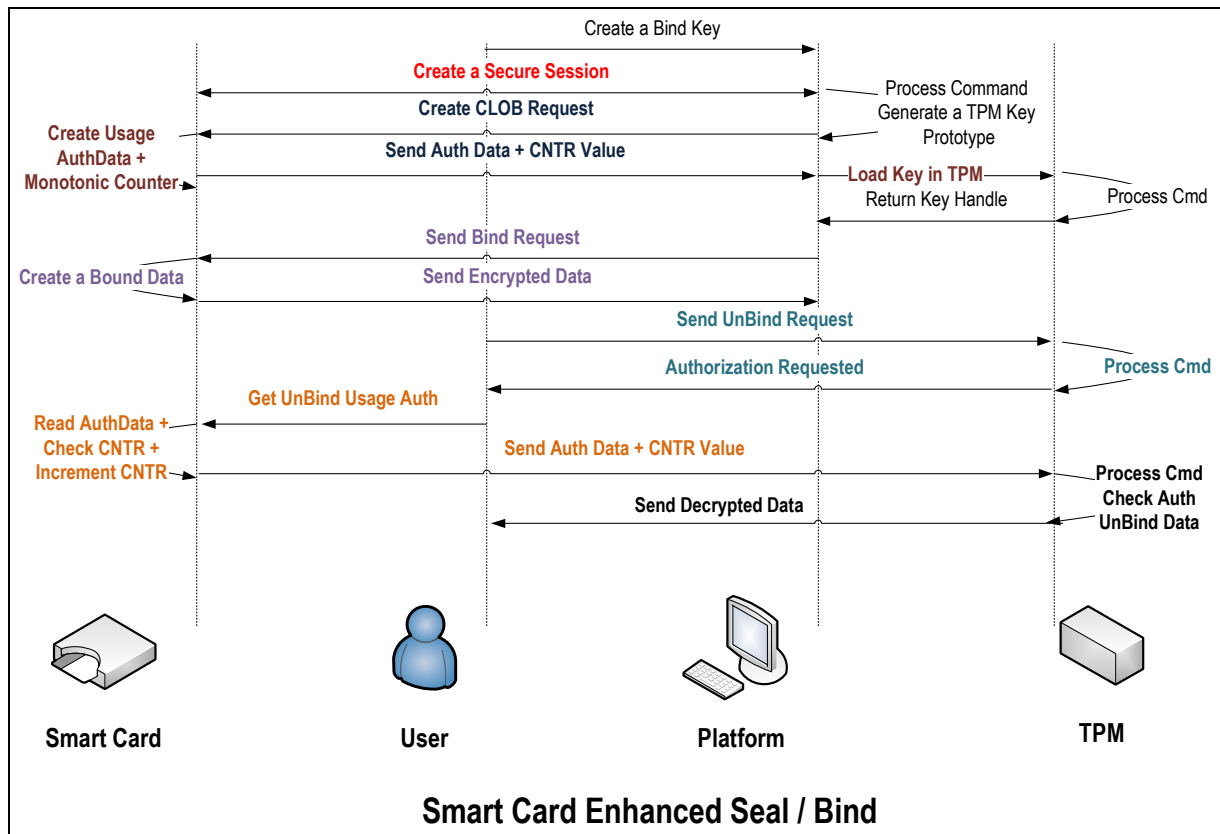 Create a Bind Key
Create a Secure Session
Process Command
Generate a TPM Key
Prototype
Create CLOB Request
Create Usage
AuthData +
Monotonic Counter
Send Auth Data + CNTR Value
Load Key in TPM
Return Key Handle
Process Cmd
Send Bind Request
Create a Bound Data
Send Encrypted Data
Send UnBind Request
Authorization Requested
Process Cmd
Get UnBind Usage Auth
Read AuthData +
Check CNTR +
Increment CNTR
Send Auth Data + CNTR Value
Process Cmd
Check Auth
UnBind Data
Send Decrypted Data
Smart Card
User
Platform
TPM
Smart Card Enhanced Seal / Bind